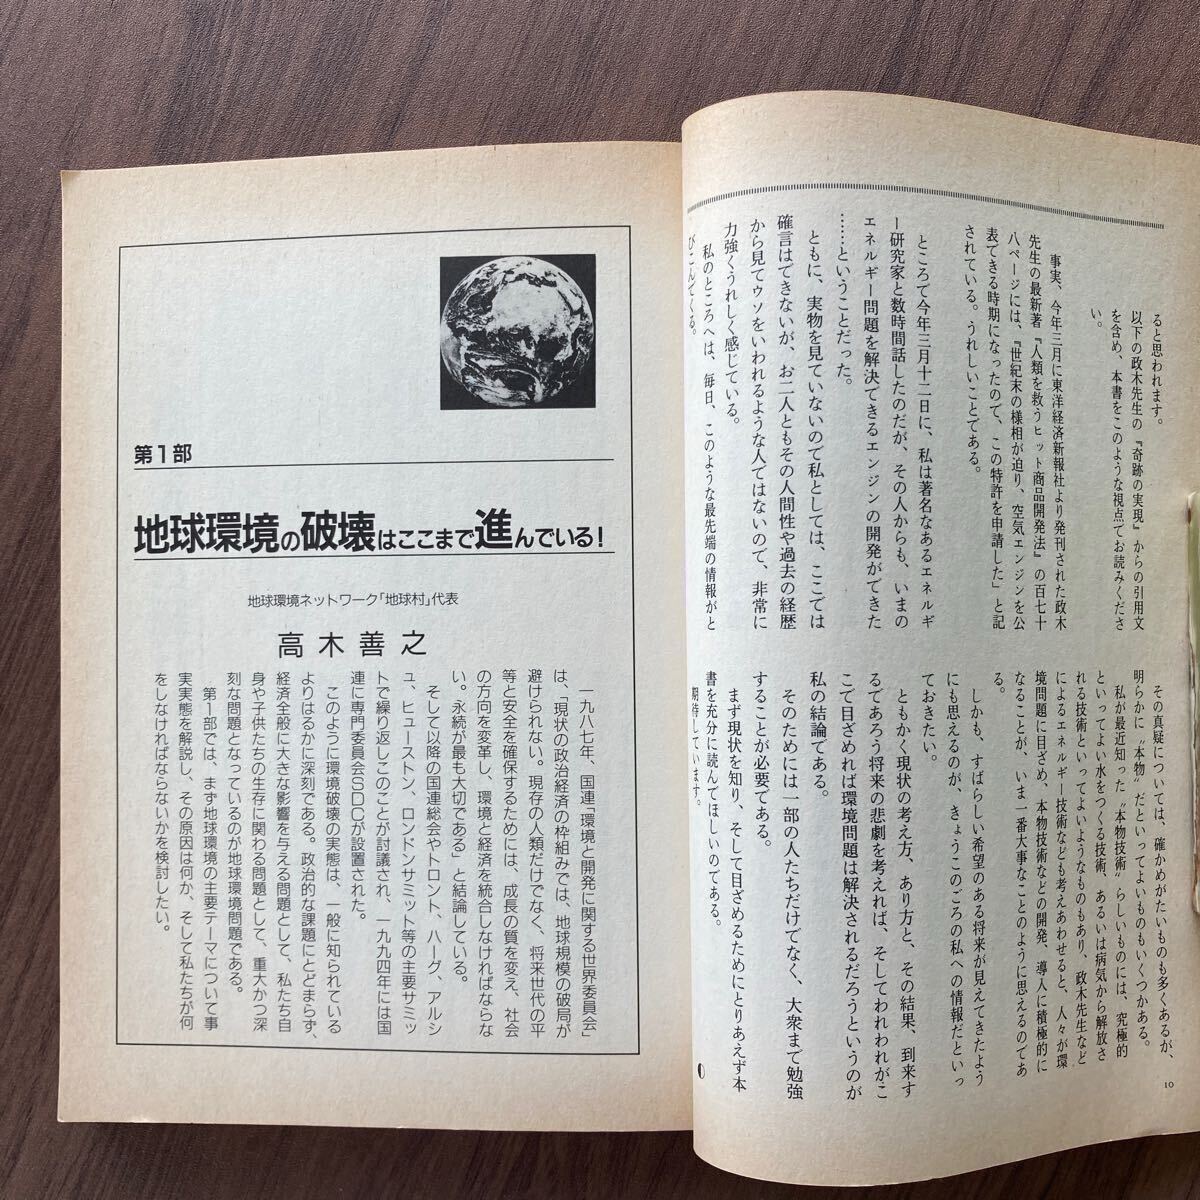 ると思われます。
以下の政木先生の『奇跡の実現』からの引用文
を含め、本書をこのような視点でお読みくださ
い。
事実、今年三月に東洋経済新報社より発刊された政木
先生の最新著『人類を救うヒット商品開発法』の百七十
八ページには、『世紀末の様相が迫り、空気エンジンを公
表できる時期になったので、この特許を申請した」と記
されている。うれしいことである。
ところで今年三月十二日に、私は著名なあるエネルギ
ー研究家と数時間話したのだが、その人からも、いまの
エネルギー問題を解決できるエンジンの開発ができた
……ということだった。
ともに、実物を見ていないので私としては、ここでは
確言はできないが、お二人ともその人間性や過去の経歴
から見てウソをいわれるような人ではないので、非常に
力強くうれしく感じている。
私のところへは、毎日、このような最先端の情報がと
びこんでくる。
その真疑については、確かめがたいものも多くあるが、
明らかに“本物”だといってよいものもいくつかある。
私が最近知った“本物技術”らしいものには、究極的
といってよい水をつくる技術、あるいは病気から解放さ
れる技術といってよいようなものもあり、政木先生など
によるエネルギー技術なども考えあわせると、人々が環
境問題に目ざめ、本物技術などの開発、導入に積極的に
なることが、いま一番大事なことのように思えるのであ
る。
しかも、すばらしい希望のある将来が見えてきたよう
にも思えるのが、きょうこのごろの私への情報だといっ
ておきたい。
ともかく現状の考え方、あり方と、その結果、到来す
るであろう将来の悲劇を考えれば、そしてわれわれがこ
こで目ざめれば環境問題は解決されるだろうというのが
私の結論である。
そのためには一部の人たちだけでなく、大衆まで勉強
することが必要である。
まず現状を知り、そして目ざめるためにとりあえず本
書を充分に読んでほしいのである。
期待しています。
10
第1部
地球環境の破壊はここまで進んでいる！
地球環境ネットワーク「地球村」代表
高木善之
一九八七年、国連「環境と開発に関する世界委員会」
は、「現状の政治経済の枠組みでは、地球規模の破局が
避けられない。現存の人類だけでなく、将来世代の平
等と安全を確保するためには、成長の質を変え、社会
の方向を変革し、環境と経済を統合しなければならな
い。永続が最も大切である」と結論している。
そして以降の国連総会やトロント、ハーグ、アルシ
ュ、ヒューストン、ロンドンサミット等の主要サミッ
トで繰り返しこのことが討議され、一九九四年には国
連に専門委員会SDCが設置された。
このように環境破壊の実態は、一般に知られている
よりはるかに深刻である。政治的な課題にとどまらず、
経済全般に大きな影響を与える問題として、私たち自
身や子供たちの生存に関わる問題として、重大かつ深
刻な問題となっているのが地球環境問題である。
第1部では、まず地球環境の主要テーマについて事
実実態を解説し、その原因は何か、そして私たちが何
をしなければならないかを検討したい。